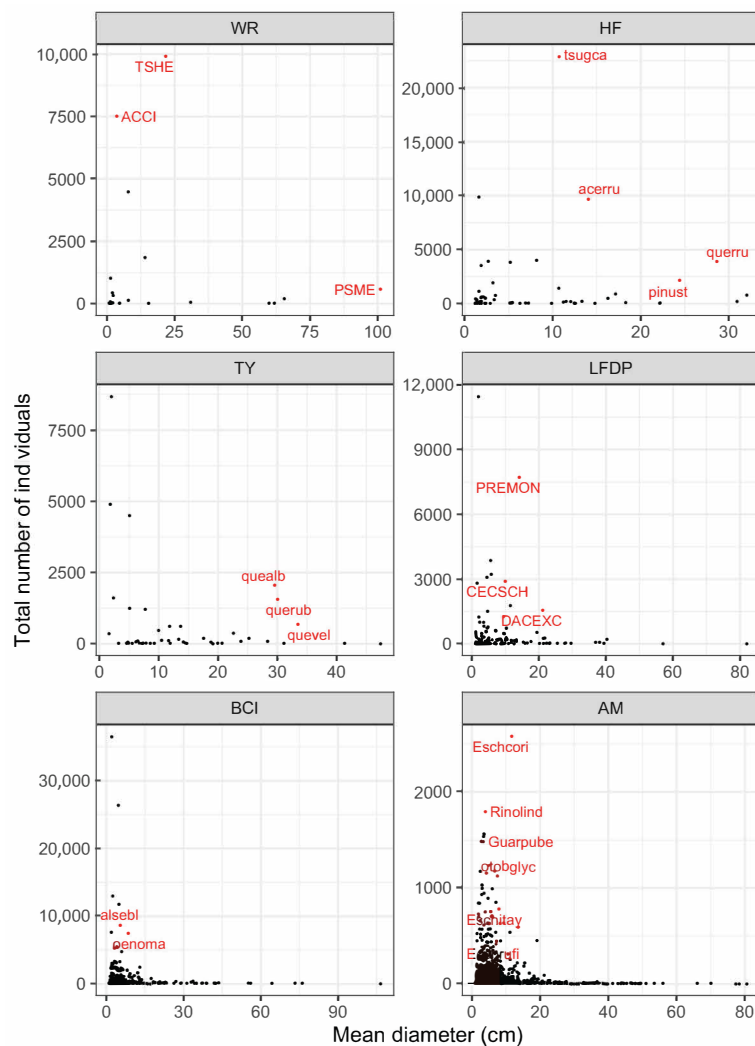 WR
HF
10,000
7500
5000
2500
0
TSHE
ACCI
PSME
0
25
50
75
100
20,000
15,000
10,000
5000
0
tsugca
acerru
querru
pinust
0
10
20
30
TY
LFDP
7500
5000
2500
0
quealb
querub
quevel
0
10
20
30
40
12,000
9000
6000
3000
0
PREMON
CECSCH
DACEXC
0
20
40
60
80
BCI
AM
30,000
20,000
10,000
0
alsebl
oenoma
0
30
60
90
2000
1000
0
Eschcori
Rinolind
Guarpube
otobglyc
Eschitay
0
20
40
60
80
Total number of ind viduals
Mean diameter (cm)